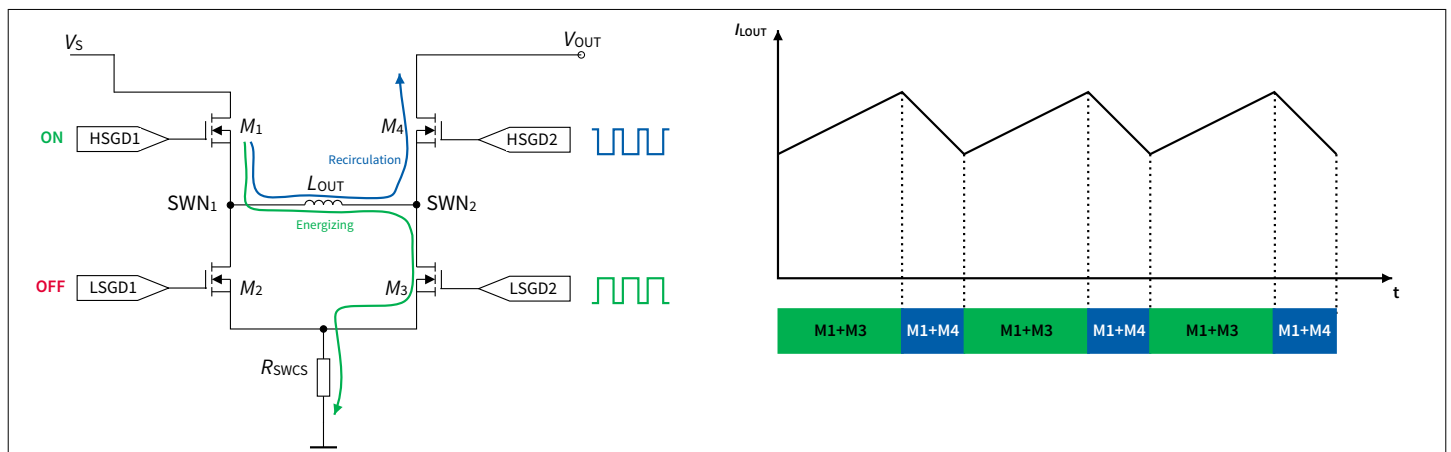 VS
VOUT
ON
HSGD1
M1
M4
HSGD2
Recirculation
LOUT
SWN1
SWN2
Energizing
OFF
LSGD1
M2
M3
LSGD2
RSWCS
ILOUT
t
M1+M3
M1+M4
M1+M3
M1+M4
M1+M3
M1+M4